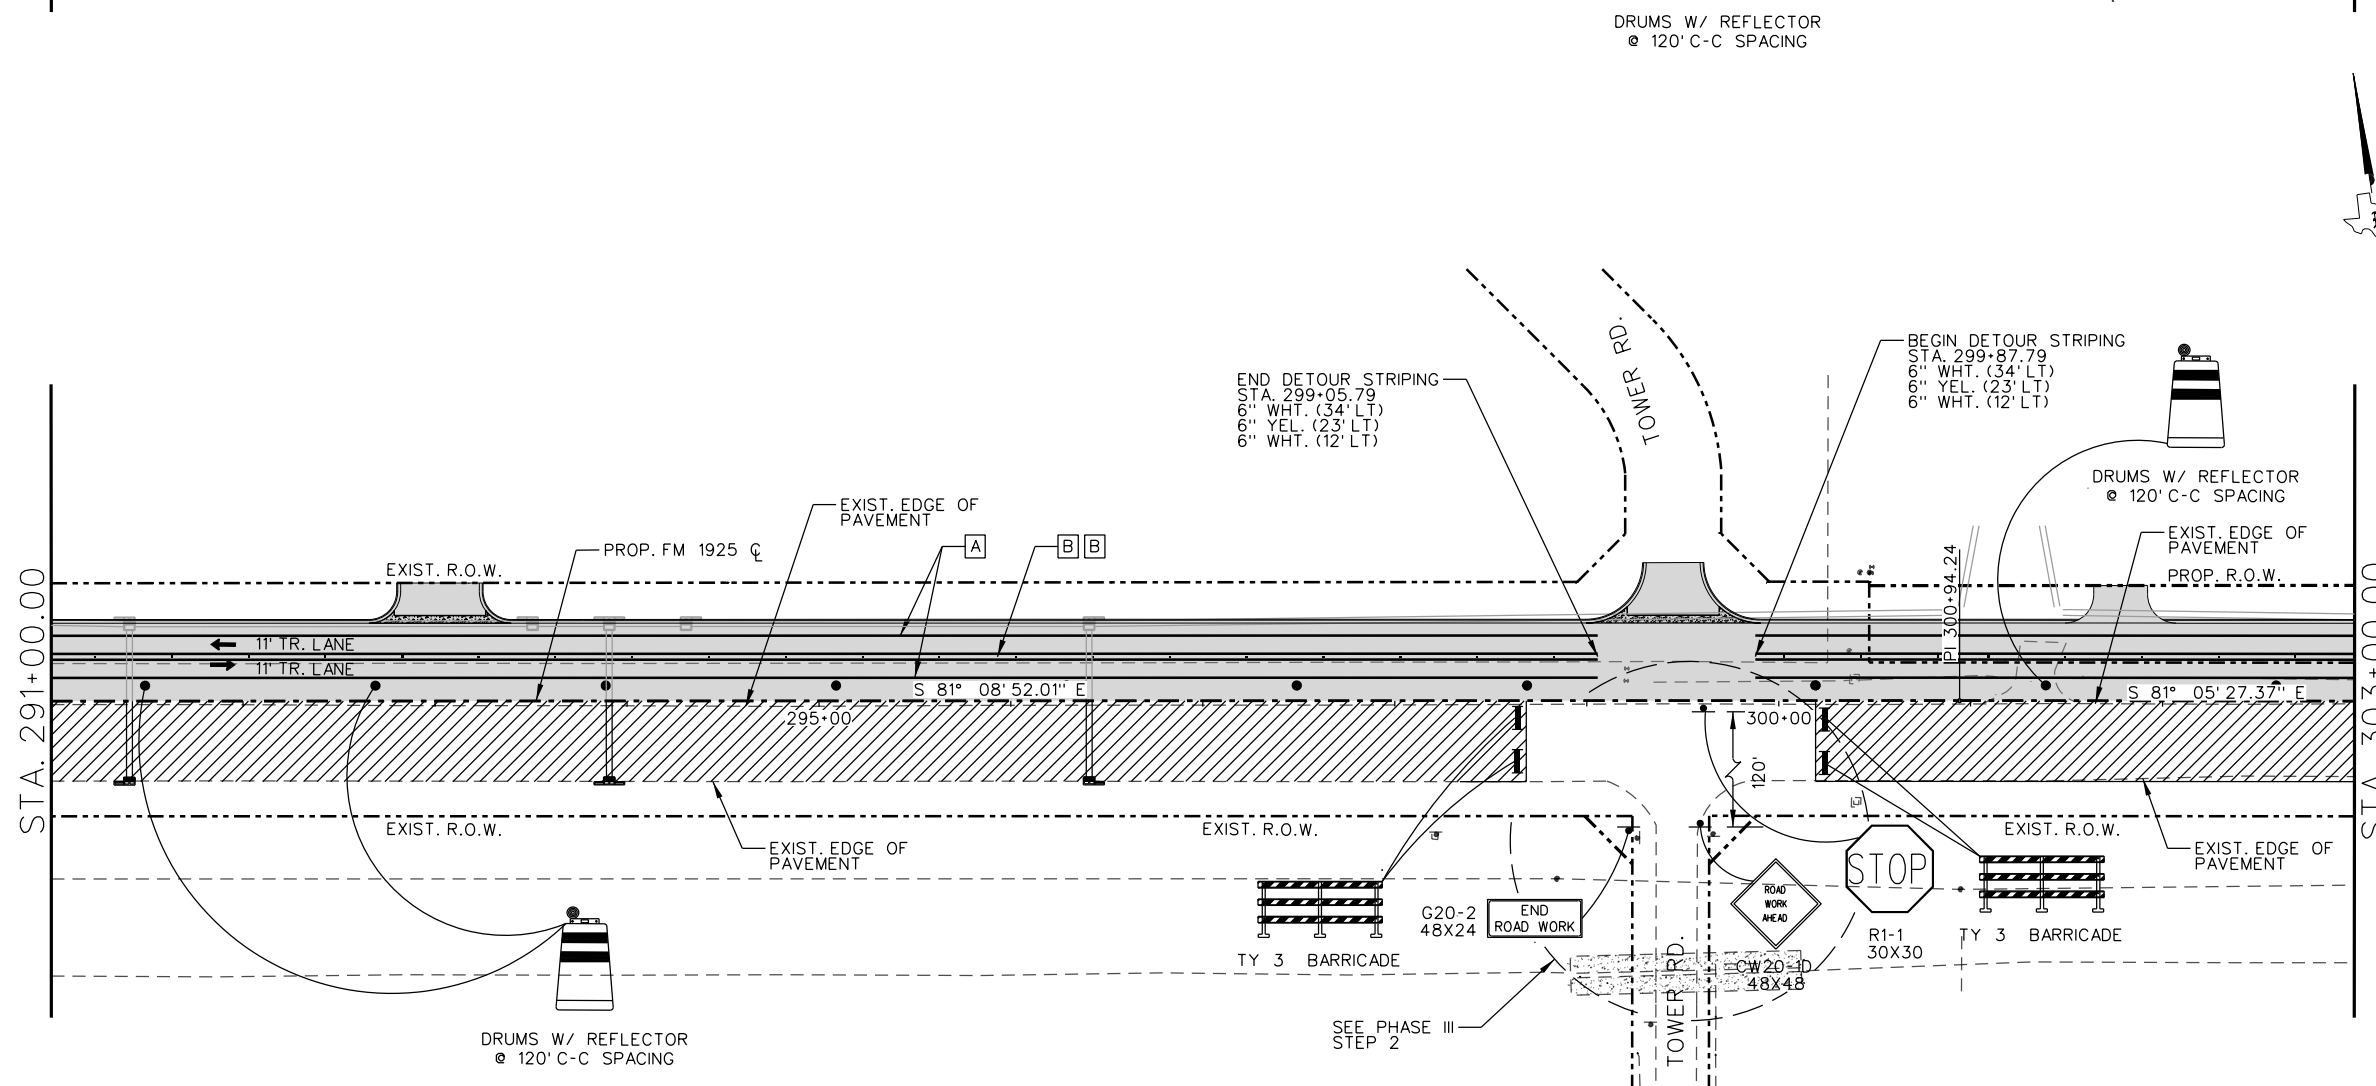 DRUMS W/ REFLECTOR
@ 120' C-C SPACING
TOWER RD.
BEGIN DETOUR STRIPING
STA. 299+87.79
6" WHT. (34' LT)
6" YEL. (23' LT)
6" WHT. (12' LT)
END DETOUR STRIPING
STA. 299+05.79
6" WHT. (34' LT)
6" YEL. (23' LT)
6" WHT. (12' LT)
DRUMS W/ REFLECTOR
@ 120' C-C SPACING
EXIST. EDGE OF
PAVEMENT
EXIST. EDGE OF
PAVEMENT
PROP. FM 1925 ℄
A
B B
EXIST. R.O.W.
PROP. R.O.W.
PI 300+94.24
STA. 291+00.00
STA. 303+00.00
11' TR. LANE
11' TR. LANE
S 81° 08' 52.01" E
S 81° 05' 27.37" E
295+00
300+00
120'
EXIST. R.O.W.
EXIST. R.O.W.
EXIST. R.O.W.
EXIST. EDGE OF
PAVEMENT
EXIST. EDGE OF
PAVEMENT
STOP
ROAD
WORK
AHEAD
G20-2
48X24
END
ROAD WORK
R1-1
30X30
TY 3 BARRICADE
TY 3 BARRICADE
CW20-1D
48X48
TOWER RD.
SEE PHASE III
STEP 2
DRUMS W/ REFLECTOR
@ 120' C-C SPACING